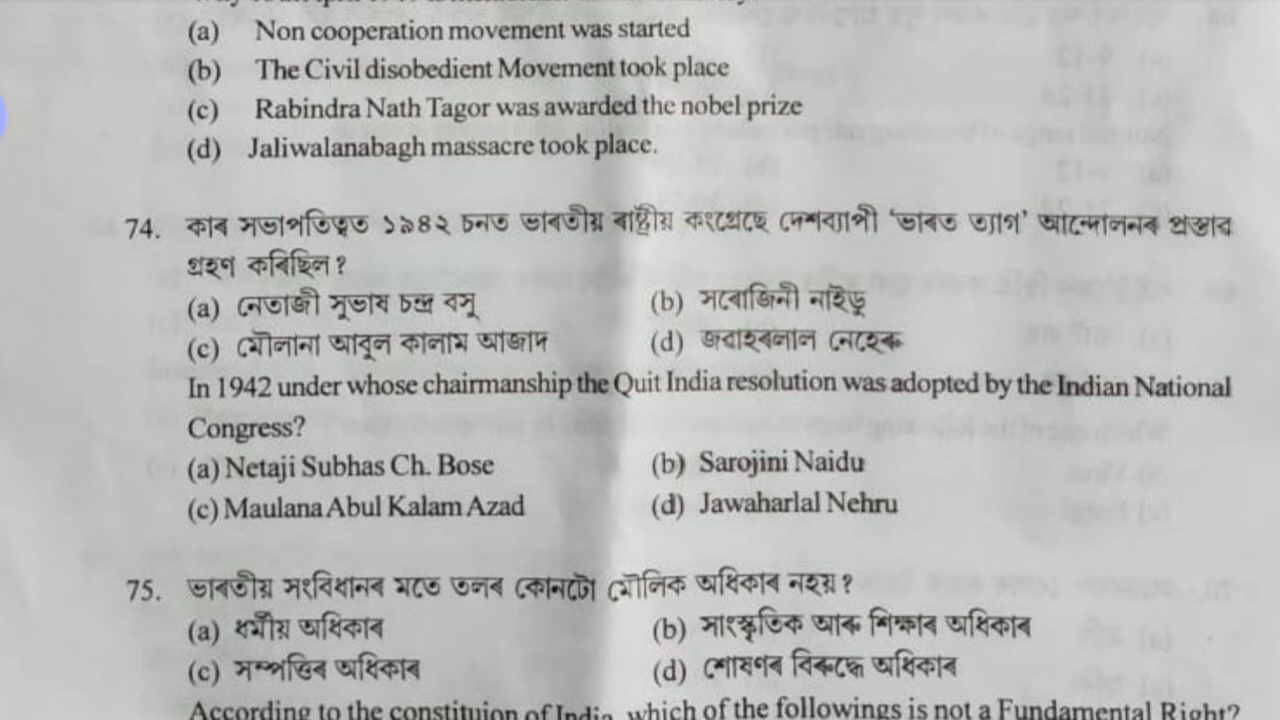 (a) Non cooperation movement was started
(b) The Civil disobedient Movement took place
(c) Rabindra Nath Tagor was awarded the nobel prize
(d) Jaliwalanabagh massacre took place.
74. কাৰ সভাপতিত্বত ১৯৪২ চনত ভাৰতীয় ৰাষ্ট্ৰীয় কংগ্ৰেছে দেশব্যাপী ‘ভাৰত ত্যাগ’ আন্দোলনৰ প্ৰস্তাৱ
গ্ৰহণ কৰিছিল ?
(a) নেতাজী সুভাষ চন্দ্ৰ বসু (b) সৰোজিনী নাইডু
(c) মৌলানা আবুল কালাম আজাদ (d) জৱাহৰলাল নেহেৰু
In 1942 under whose chairmanship the Quit India resolution was adopted by the Indian National
Congress?
(a) Netaji Subhas Ch. Bose (b) Sarojini Naidu
(c) Maulana Abul Kalam Azad (d) Jawaharlal Nehru
75. ভাৰতীয় সংবিধানৰ মতে তলৰ কোনটো মৌলিক অধিকাৰ নহয় ?
(a) ধৰ্মীয় অধিকাৰ (b) সাংস্কৃতিক আৰু শিক্ষাৰ অধিকাৰ
(c) সম্পত্তিৰ অধিকাৰ (d) শোষণৰ বিৰুদ্ধে অধিকাৰ
According to the constituion of India, which of the followings is not a Fundamental Right?